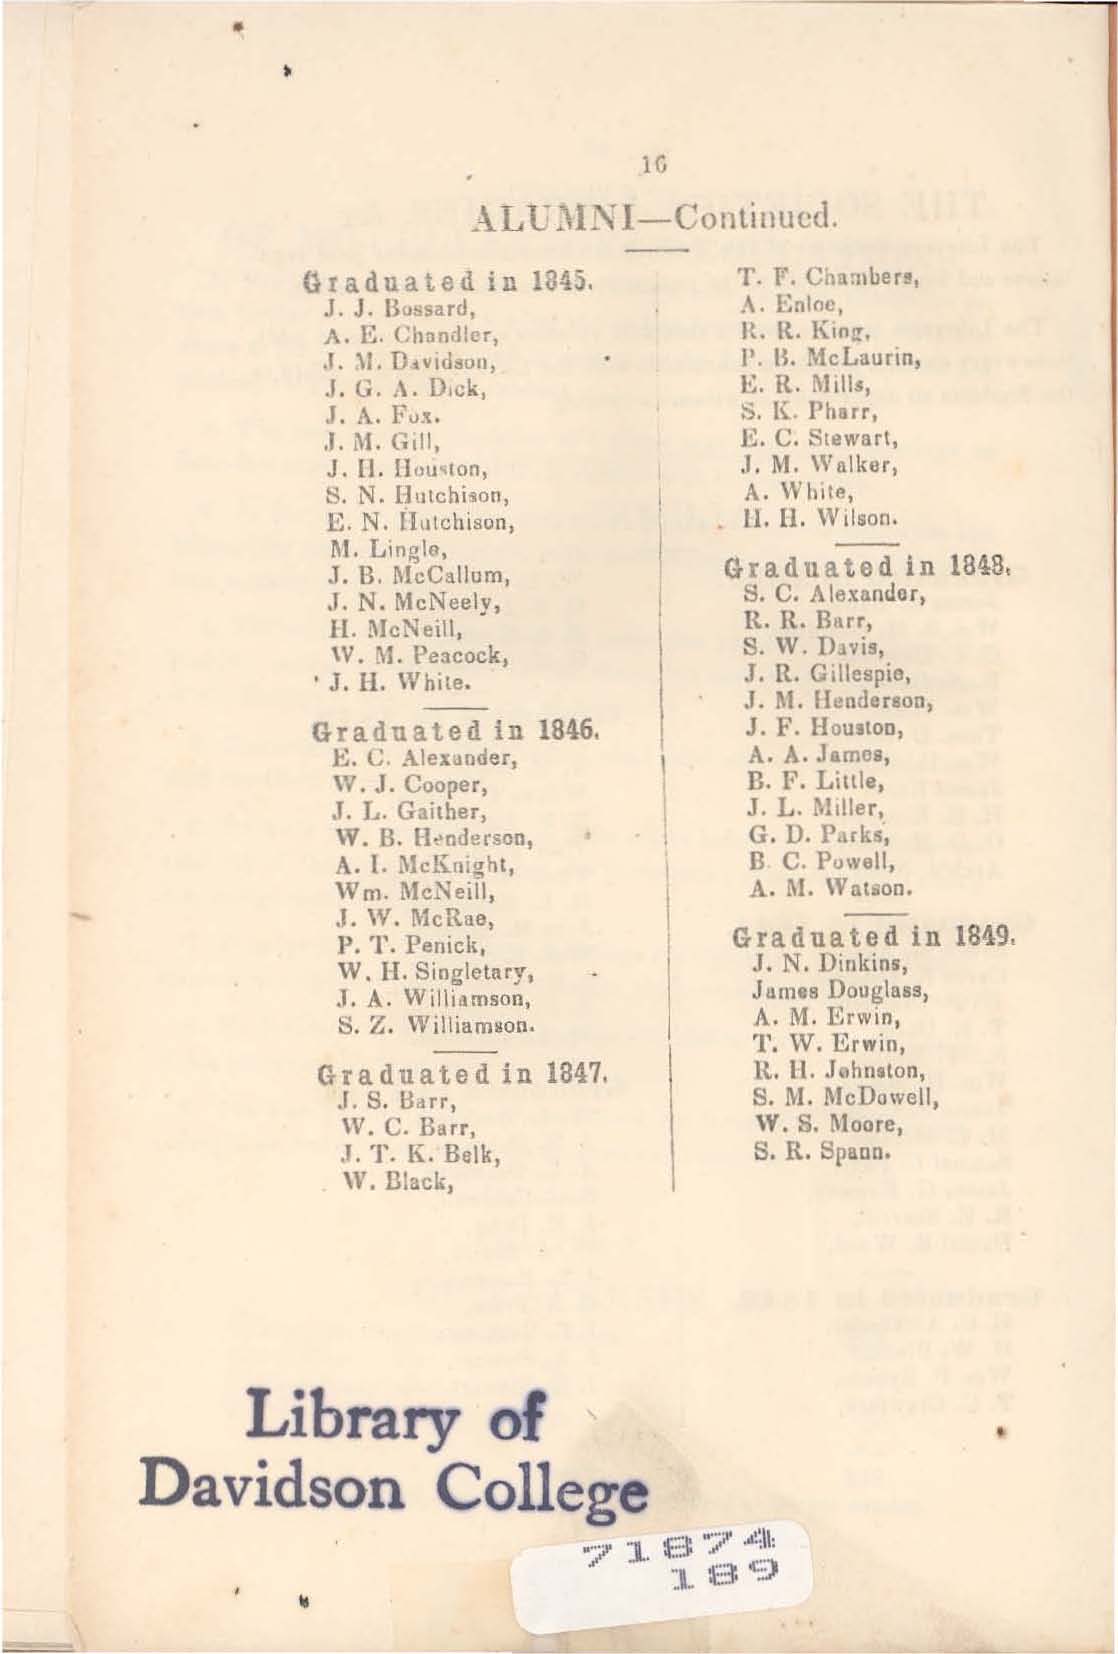 16
ALUMNI—Continued.
Graduated in 1845.
J. J. Bossard,
A. E. Chandler,
J. M. Davidson,
J. G. A. Dick,
J. A. Fox.
J. M. Gill,
J. H. Houston,
S. N. Hutchison,
E. N. Hutchison,
M. Lingle,
J. B. McCallum,
J. N. McNeely,
H. McNeill,
W. M. Peacock,
J. H. White.
Graduated in 1846.
E. C. Alexander,
W. J. Cooper,
J. L. Gaither,
W. B. Henderson,
A. I. McKnight,
Wm. McNeill,
J. W. McRae,
P. T. Penick,
W. H. Singletary,
J. A. Williamson,
S. Z. Williamson.
Graduated in 1847.
J. S. Barr,
W. C. Barr,
J. T. K. Belk,
W. Black,
T. F. Chambers,
A. Enloe,
R. R. King,
P. B. McLaurin,
E. R. Mills,
S. K. Pharr,
E. C. Stewart,
J. M. Walker,
A. White,
H. H. Wilson.
Graduated in 1848.
S. C. Alexander,
R. R. Barr,
S. W. Davis,
J. R. Gillespie,
J. M. Henderson,
J. F. Houston,
A. A. James,
B. F. Little,
J. L. Miller,
G. D. Parks,
B. C. Powell,
A. M. Watson.
Graduated in 1849.
J. N. Dinkins,
James Douglass,
A. M. Erwin,
T. W. Erwin,
R. H. Johnston,
S. M. McDowell,
W. S. Moore,
S. R. Spann.
Library of
Davidson College
71874
189